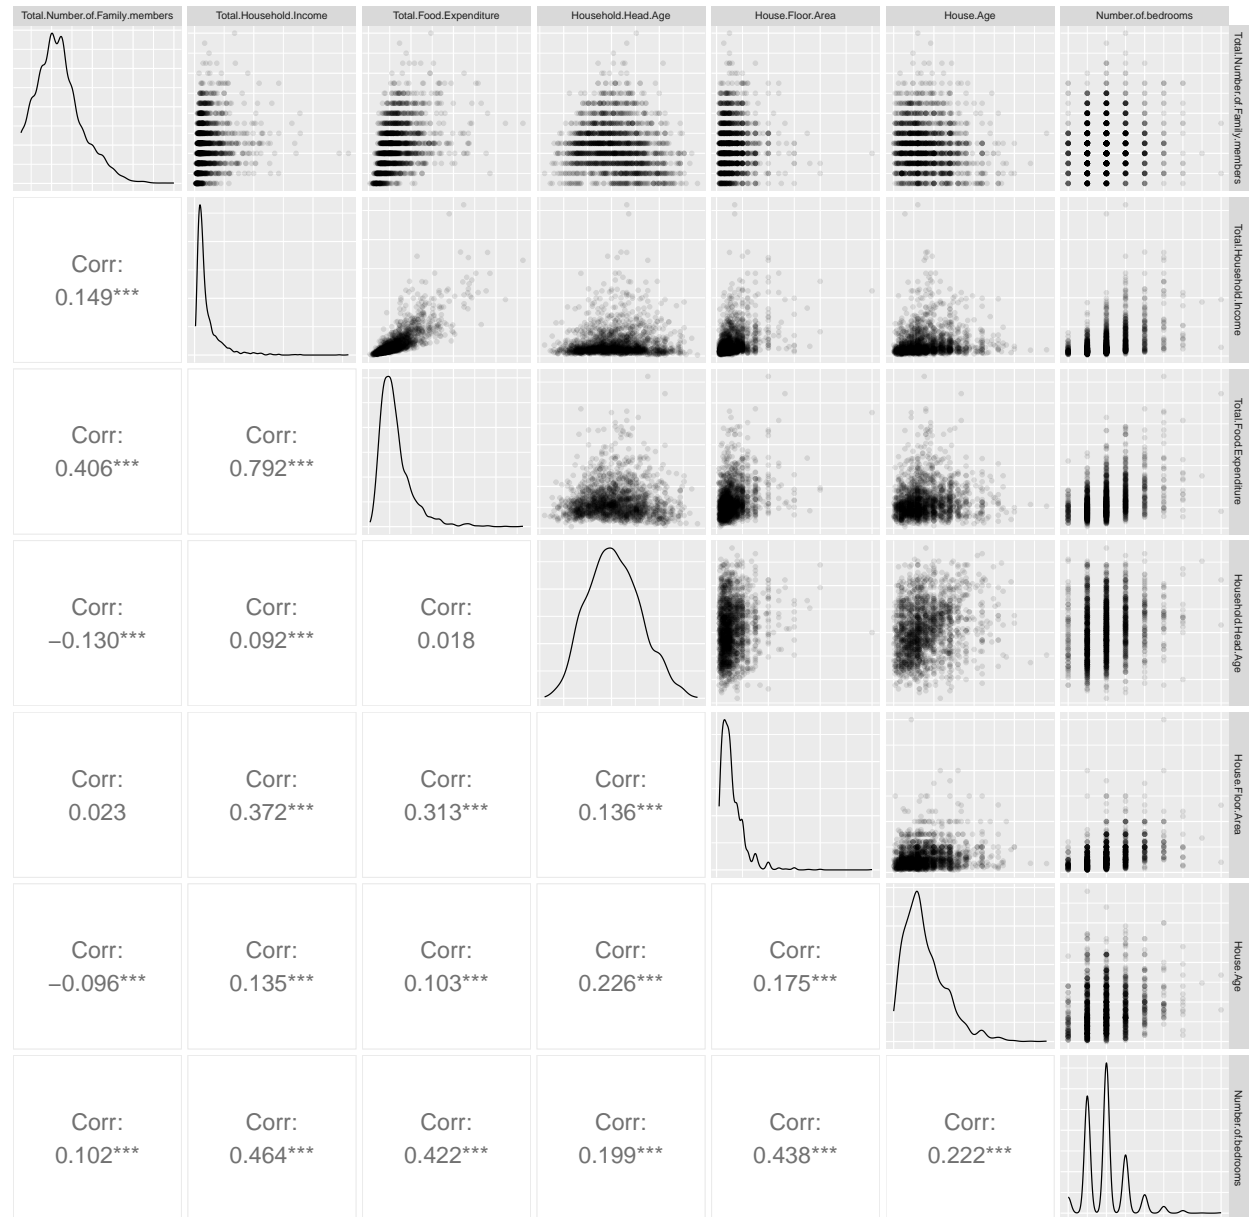 Total.Number.of.Family.members
Total.Household.Income
Total.Food.Expenditure
Household.Head.Age
House.Floor.Area
House.Age
Number.of.bedrooms
Total.Number.of.Family.members
Corr:
0.149***
Total.Household.Income
Corr:
0.406***
Corr:
0.792***
Total.Food.Expenditure
Corr:
−0.130***
Corr:
0.092***
Corr:
0.018
Household.Head.Age
Corr:
0.023
Corr:
0.372***
Corr:
0.313***
Corr:
0.136***
House.Floor.Area
Corr:
−0.096***
Corr:
0.135***
Corr:
0.103***
Corr:
0.226***
Corr:
0.175***
House.Age
Corr:
0.102***
Corr:
0.464***
Corr:
0.422***
Corr:
0.199***
Corr:
0.438***
Corr:
0.222***
Number.of.bedrooms